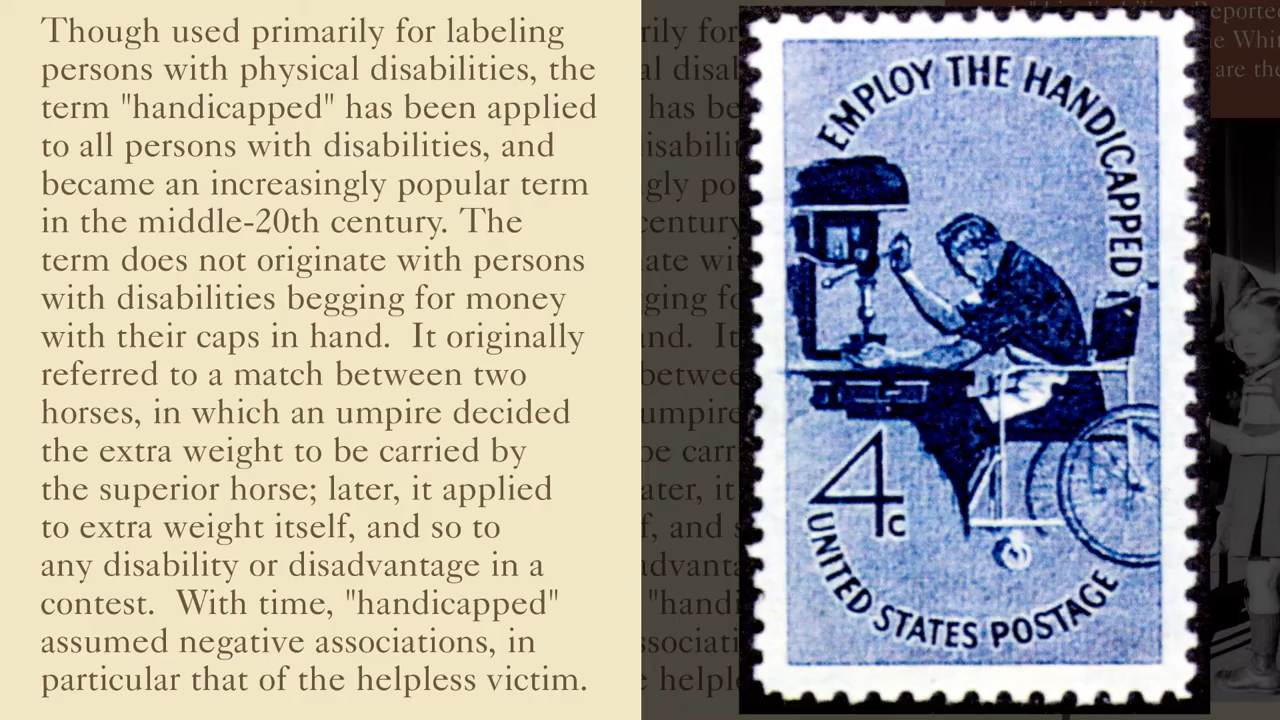 Though used primarily for labeling
persons with physical disabilities, the
term "handicapped" has been applied
to all persons with disabilities, and
became an increasingly popular term
in the middle-20th century. The
term does not originate with persons
with disabilities begging for money
with their caps in hand.  It originally
referred to a match between two
horses, in which an umpire decided
the extra weight to be carried by
the superior horse; later, it applied
to extra weight itself, and so to
any disability or disadvantage in a
contest.  With time, "handicapped"
assumed negative associations, in
particular that of the helpless victim.
EMPLOY THE HANDICAPPED
4c
UNITED STATES POSTAGE